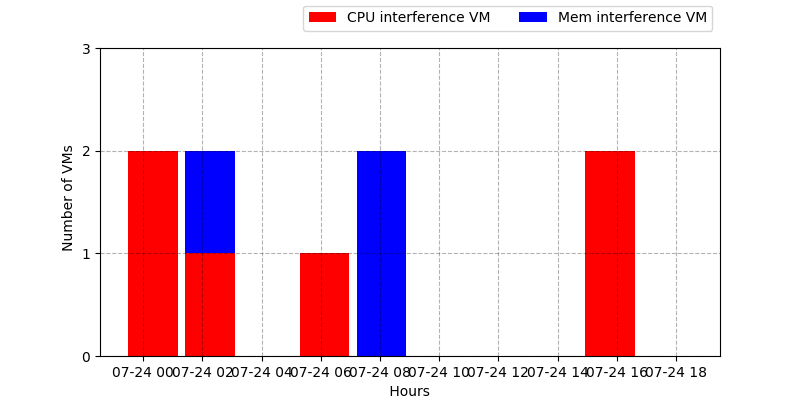 CPU interference VM Mem interference VM
3
2
1
0
Number of VMs
07-24 00 07-24 02 07-24 04 07-24 06 07-24 08 07-24 10 07-24 12 07-24 14 07-24 16 07-24 18
Hours